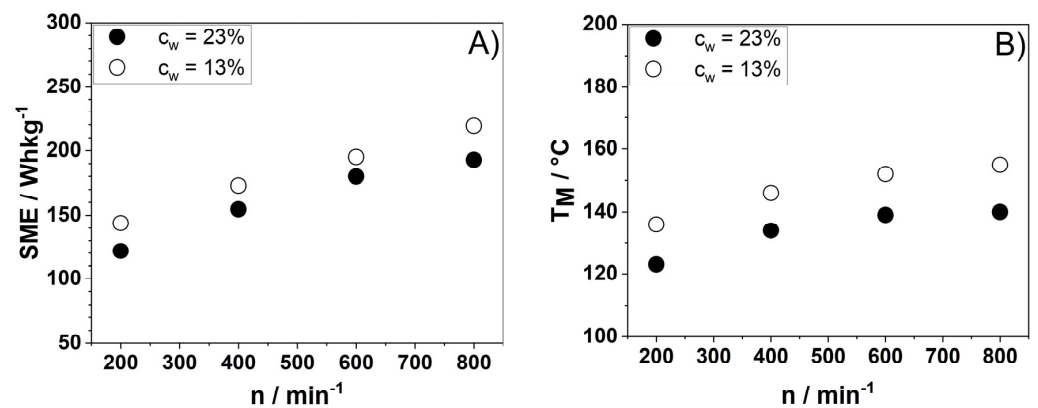 A)
c_w = 23%
c_w = 13%
SME / Whkg⁻¹
300
250
200
150
100
50
200 300 400 500 600 700 800
n / min⁻¹
B)
c_w = 23%
c_w = 13%
T_M / °C
200
180
160
140
120
100
200 300 400 500 600 700 800
n / min⁻¹